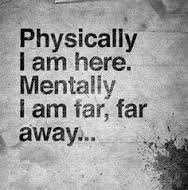 Physically
I am here.
Mentally
I am far, far
away...